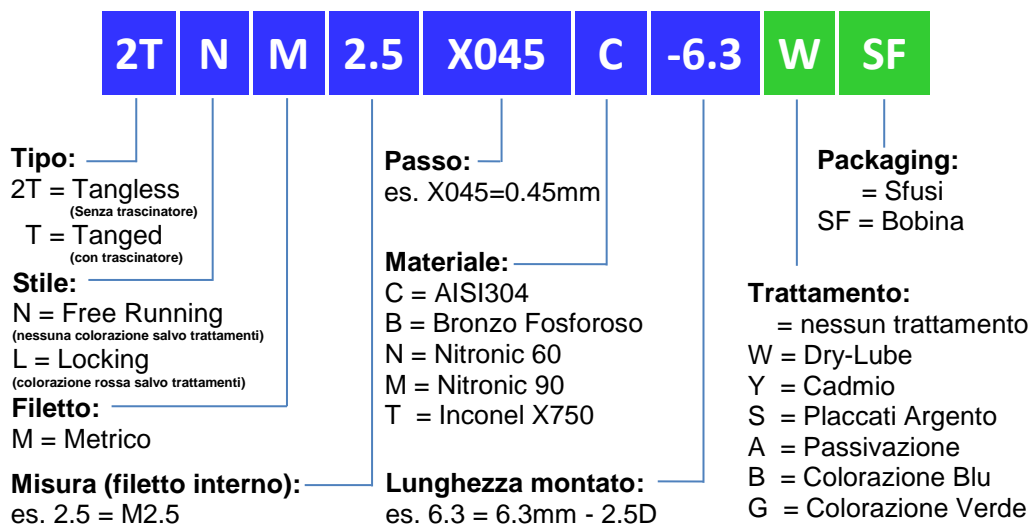 2T N M 2.5 X045 C -6.3 W SF
Tipo:
2T = Tangless
(Senza trascinatore)
T = Tanged
(con trascinatore)
Stile:
N = Free Running
(nessuna colorazione salvo trattamenti)
L = Locking
(colorazione rossa salvo trattamenti)
Filetto:
M = Metrico
Misura (filetto interno):
es. 2.5 = M2.5
Passo:
es. X045=0.45mm
Materiale:
C = AISI304
B = Bronzo Fosforoso
N = Nitronic 60
M = Nitronic 90
T = Inconel X750
Lunghezza montato:
es. 6.3 = 6.3mm - 2.5D
Packaging:
= Sfusi
SF = Bobina
Trattamento:
= nessun trattamento
W = Dry-Lube
Y = Cadmio
S = Placcati Argento
A = Passivazione
B = Colorazione Blu
G = Colorazione Verde